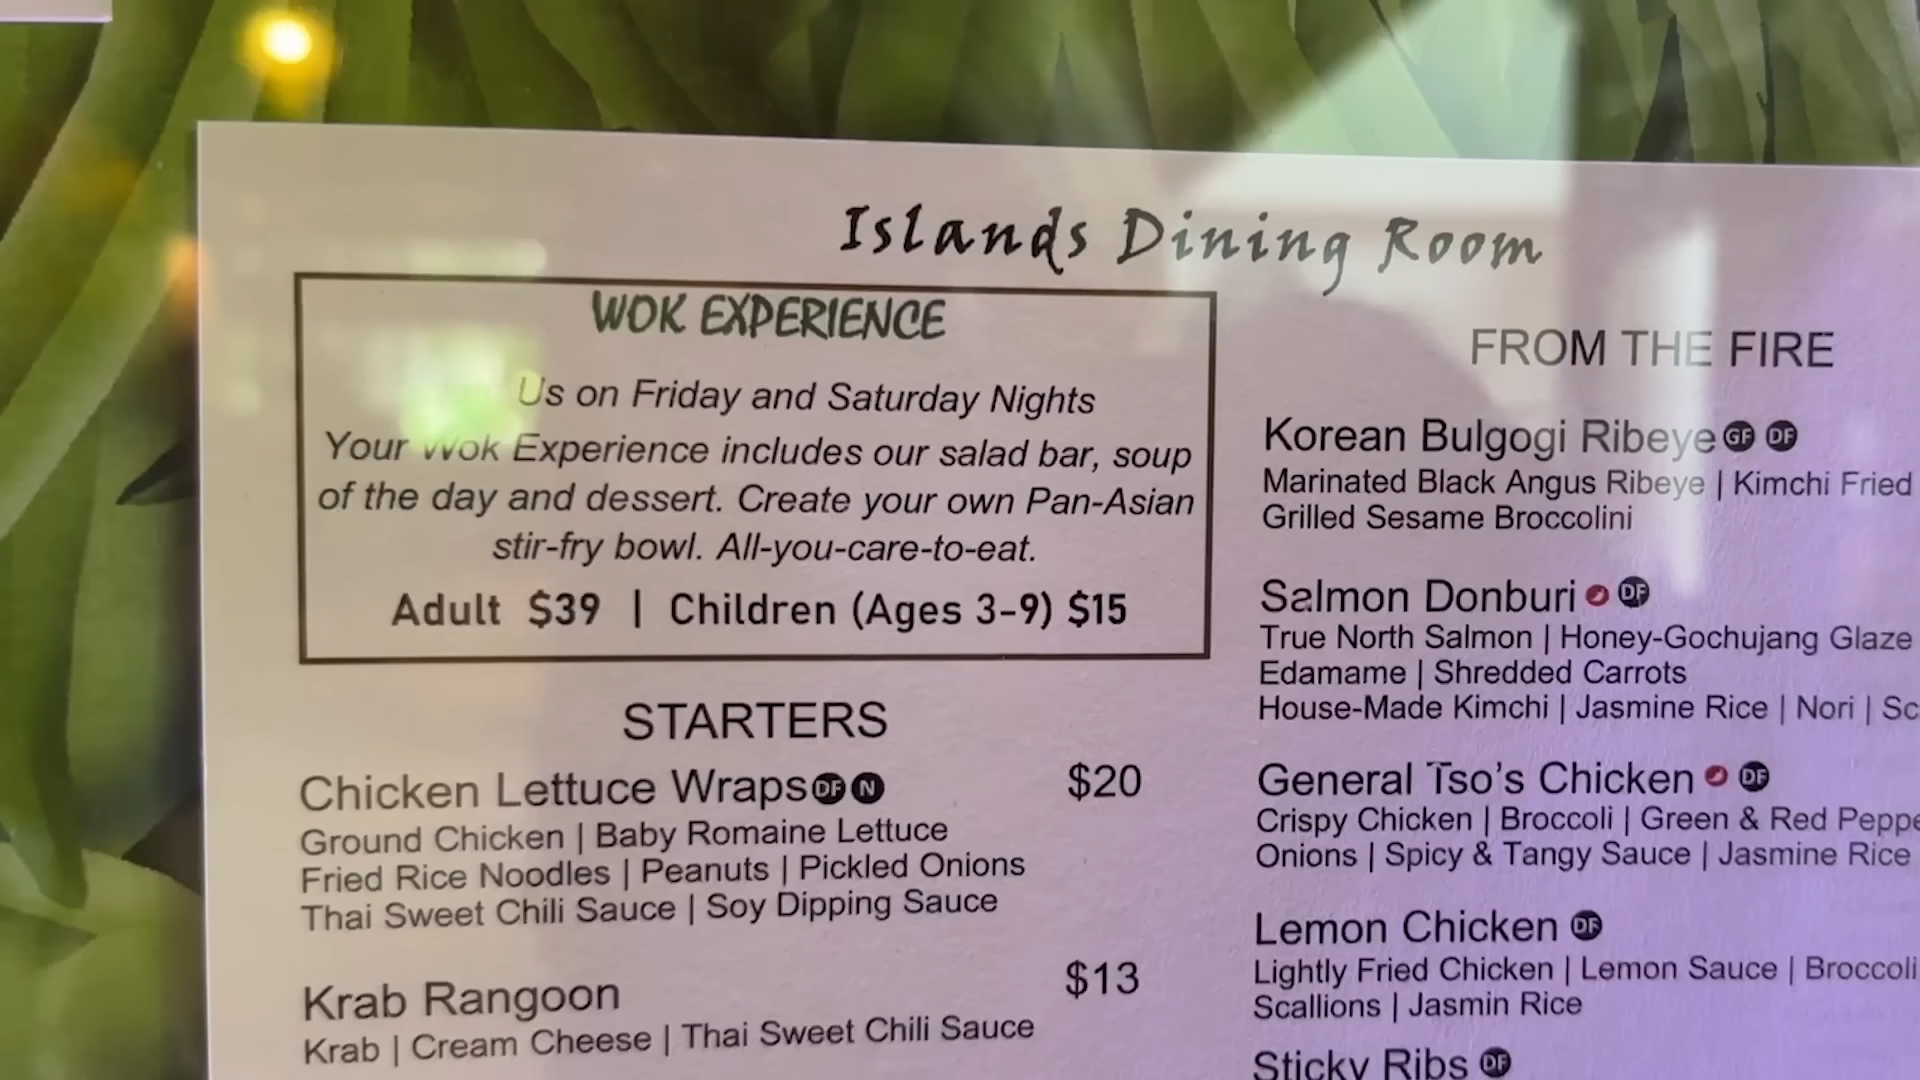 Islands Dining Room
WOK EXPERIENCE
Us on Friday and Saturday Nights
Your Wok Experience includes our salad bar, soup
of the day and dessert. Create your own Pan-Asian
stir-fry bowl. All-you-care-to-eat.
Adult $39 | Children (Ages 3-9) $15
STARTERS
Chicken Lettuce Wraps DF N $20
Ground Chicken | Baby Romaine Lettuce
Fried Rice Noodles | Peanuts | Pickled Onions
Thai Sweet Chili Sauce | Soy Dipping Sauce
Krab Rangoon $13
Krab | Cream Cheese | Thai Sweet Chili Sauce
FROM THE FIRE
Korean Bulgogi Ribeye GF DF
Marinated Black Angus Ribeye | Kimchi Fried
Grilled Sesame Broccolini
Salmon Donburi DF
True North Salmon | Honey-Gochujang Glaze
Edamame | Shredded Carrots
House-Made Kimchi | Jasmine Rice | Nori |
General Tso's Chicken DF
Crispy Chicken | Broccoli | Green & Red
Onions | Spicy & Tangy Sauce | Jasmine Rice
Lemon Chicken DF
Lightly Fried Chicken | Lemon Sauce | Broccoli
Scallions | Jasmin Rice
Sticky Ribs DF